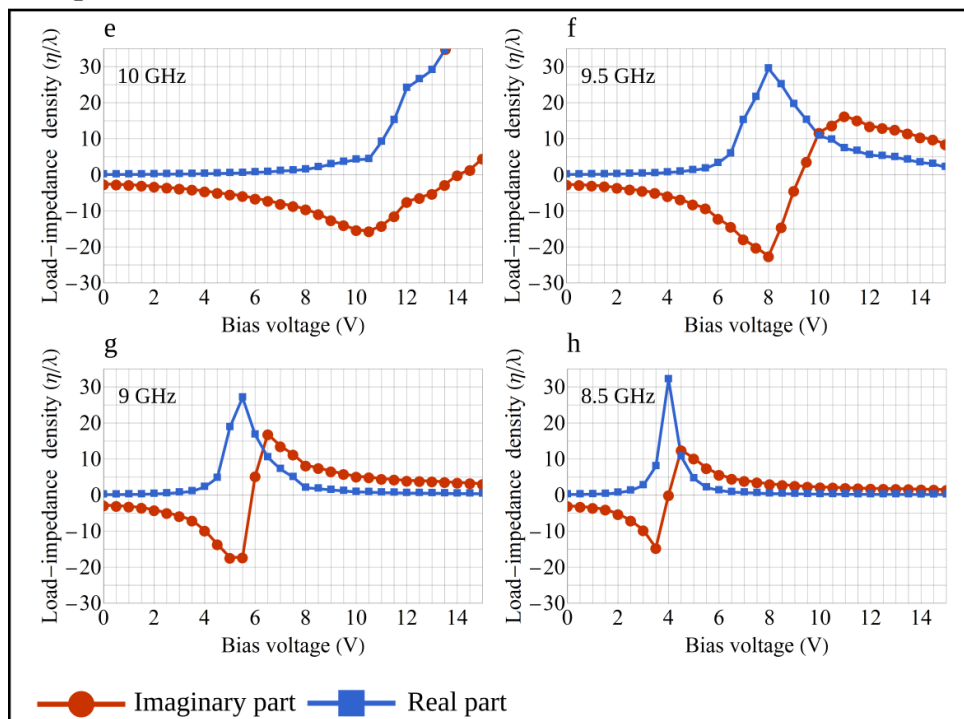 e
Load−impedance density (η/λ)
10 GHz
30
20
10
0
−10
−20
−30
0 2 4 6 8 10 12 14
Bias voltage (V)
f
Load−impedance density (η/λ)
9.5 GHz
30
20
10
0
−10
−20
−30
0 2 4 6 8 10 12 14
Bias voltage (V)
g
Load−impedance density (η/λ)
9 GHz
30
20
10
0
−10
−20
−30
0 2 4 6 8 10 12 14
Bias voltage (V)
h
Load−impedance density (η/λ)
8.5 GHz
30
20
10
0
−10
−20
−30
0 2 4 6 8 10 12 14
Bias voltage (V)
Imaginary part Real part